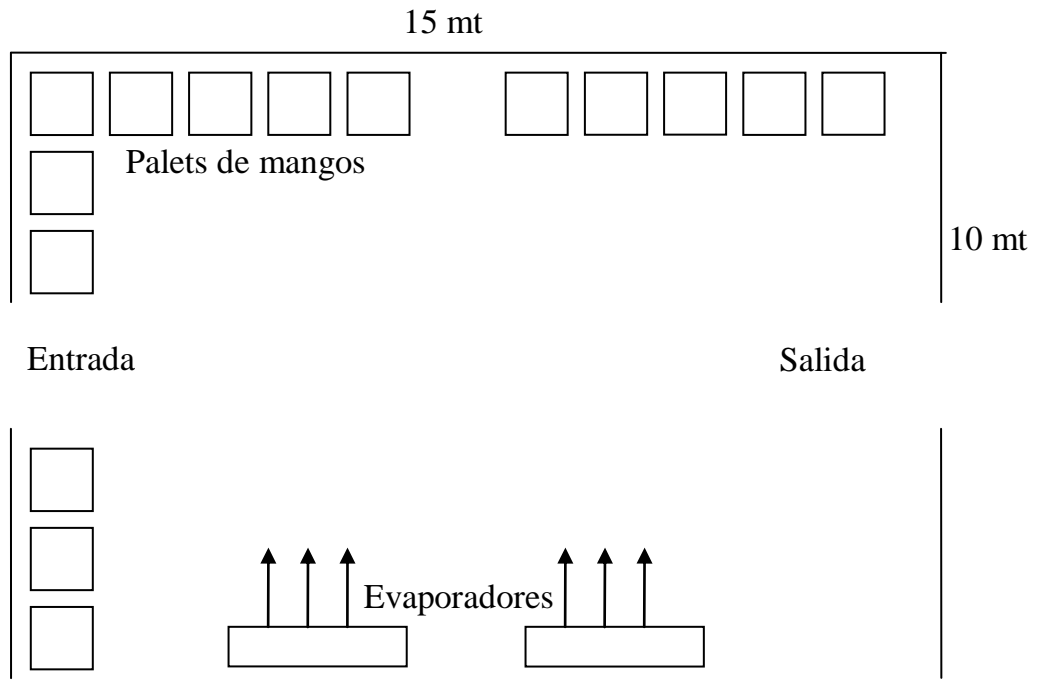 15 mt
Palets de mangos
10 mt
Entrada
Salida
Evaporadores